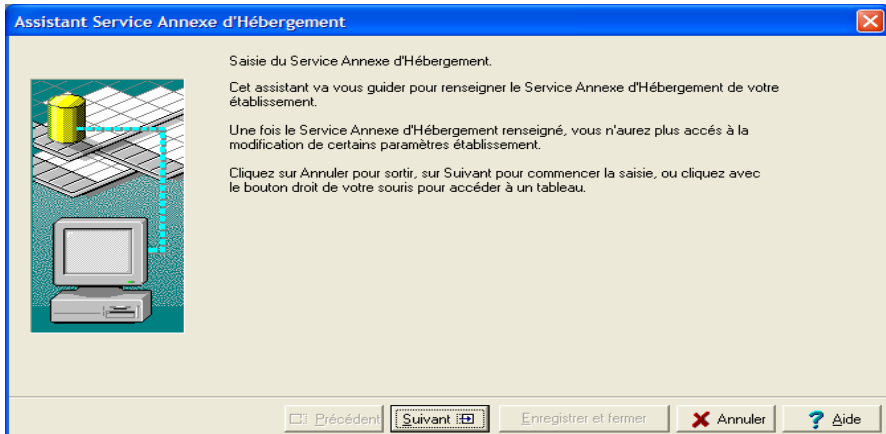 Assistant Service Annexe d'Hébergement
Saisie du Service Annexe d'Hébergement.
Cet assistant va vous guider pour renseigner le Service Annexe d'Hébergement de votre
établissement.
Une fois le Service Annexe d'Hébergement renseigné, vous n'aurez plus accés à la
modification de certains paramètres établissement.
Cliquez sur Annuler pour sortir, sur Suivant pour commencer la saisie, ou cliquez avec
le bouton droit de votre souris pour accéder à un tableau.
Précédent Suivant Enregistrer et fermer Annuler Aide